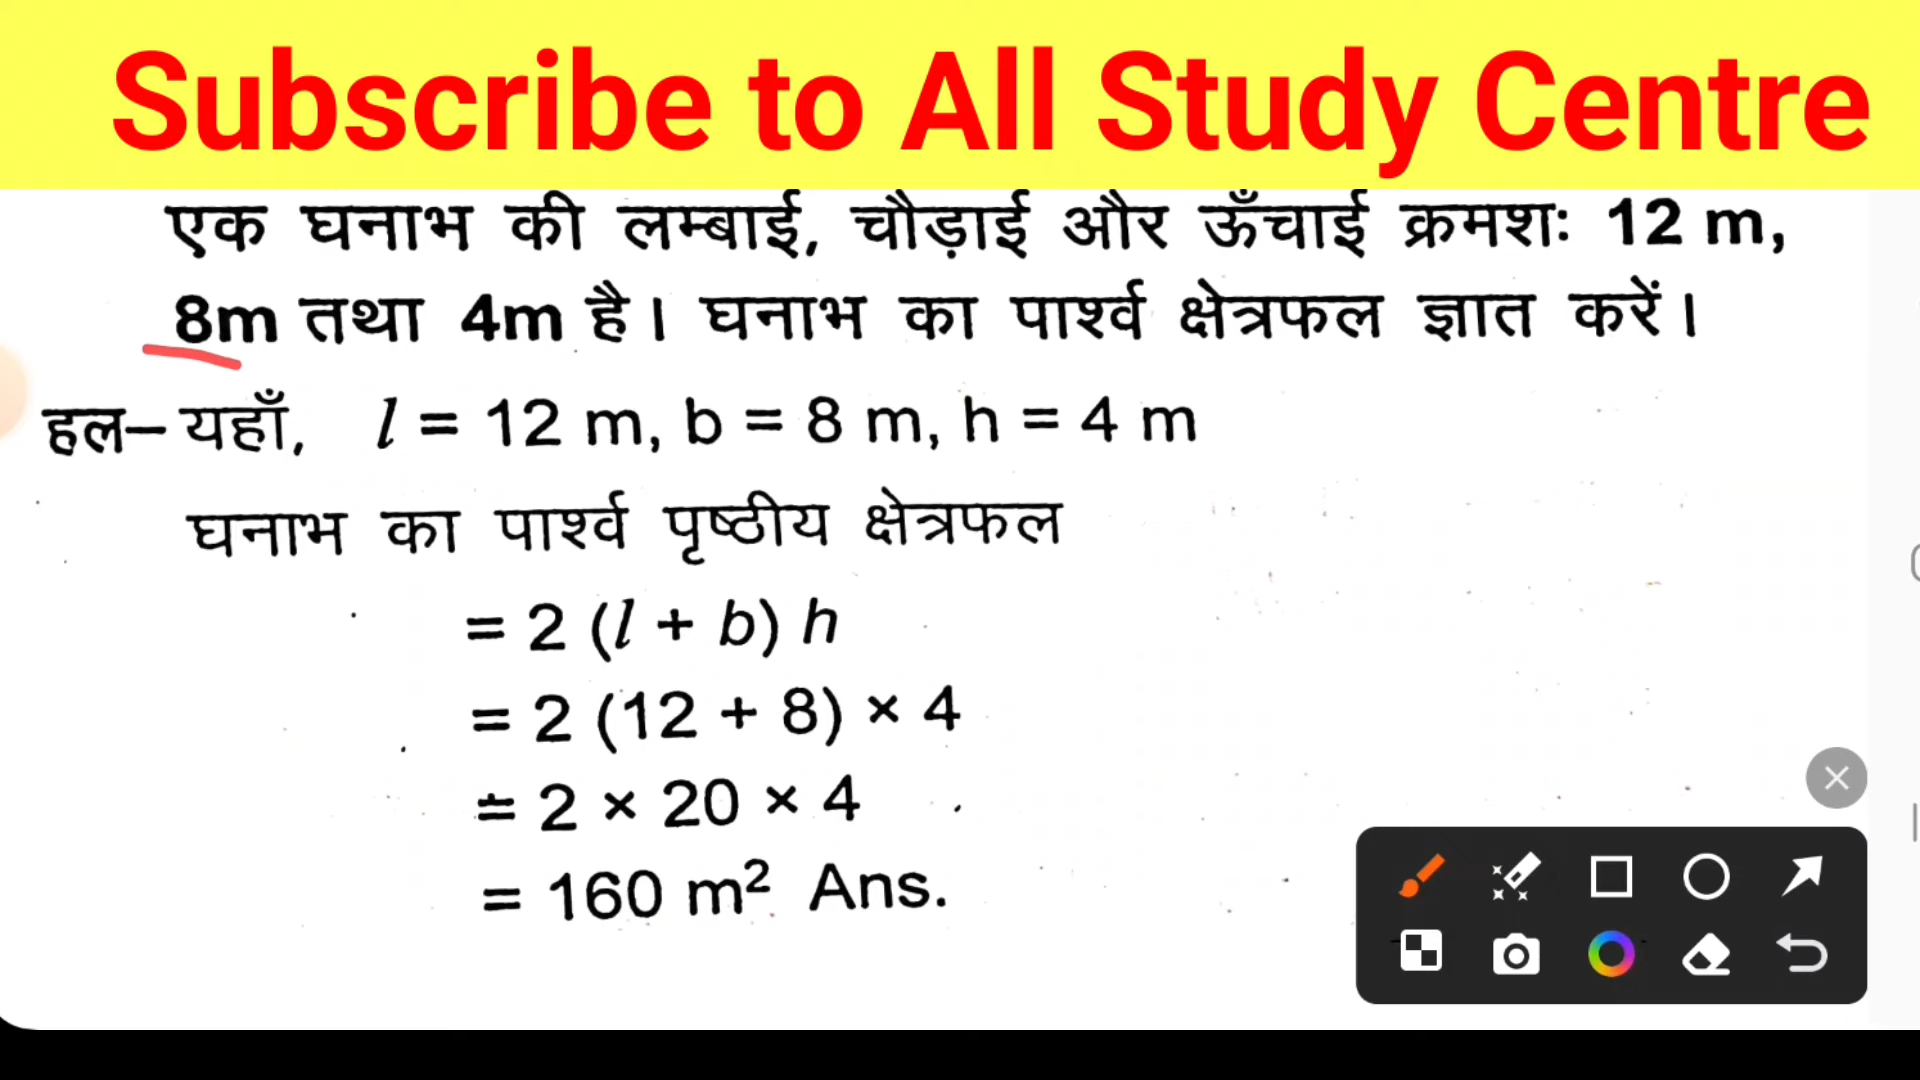 Subscribe to All Study Centre
एक घनाभ की लम्बाई, चौड़ाई और ऊँचाई क्रमशः 12 m,
8m तथा 4m है। घनाभ का पार्श्व क्षेत्रफल ज्ञात करें।
हल– यहाँ, l = 12 m, b = 8 m, h = 4 m
घनाभ का पार्श्व पृष्ठीय क्षेत्रफल
= 2 (l + b) h
= 2 (12 + 8) × 4
= 2 × 20 × 4
= 160 m² Ans.